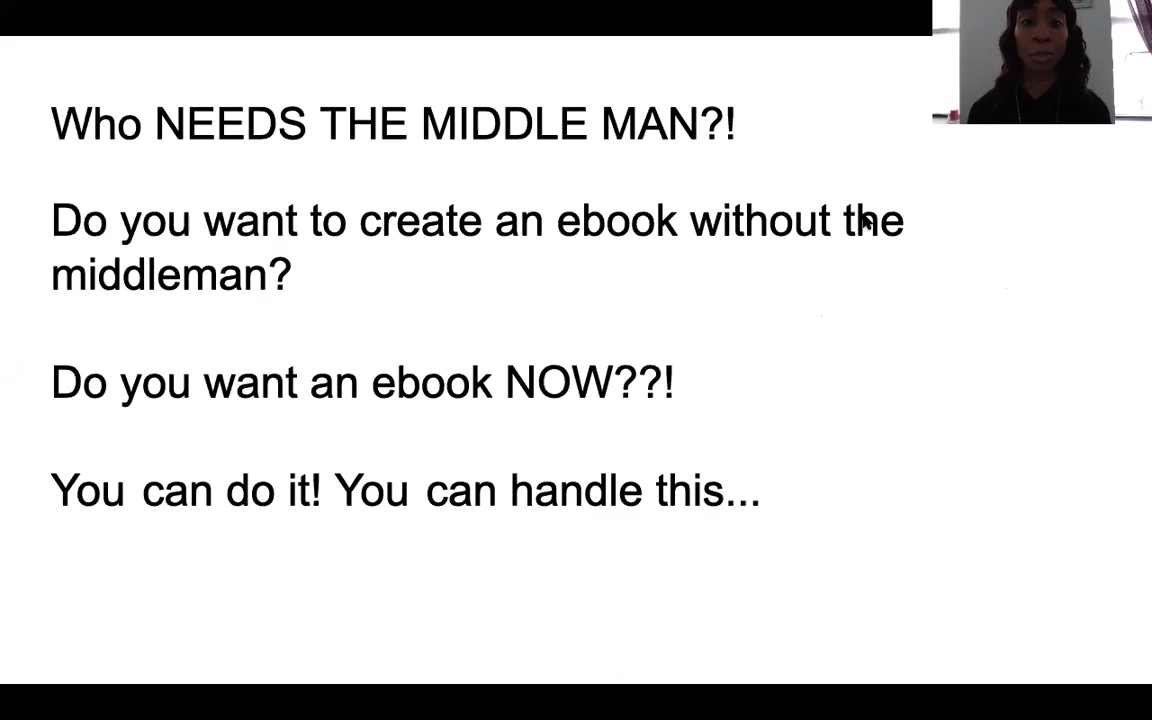 Who NEEDS THE MIDDLE MAN?!
Do you want to create an ebook without the
middleman?
Do you want an ebook NOW??!
You can do it! You can handle this...